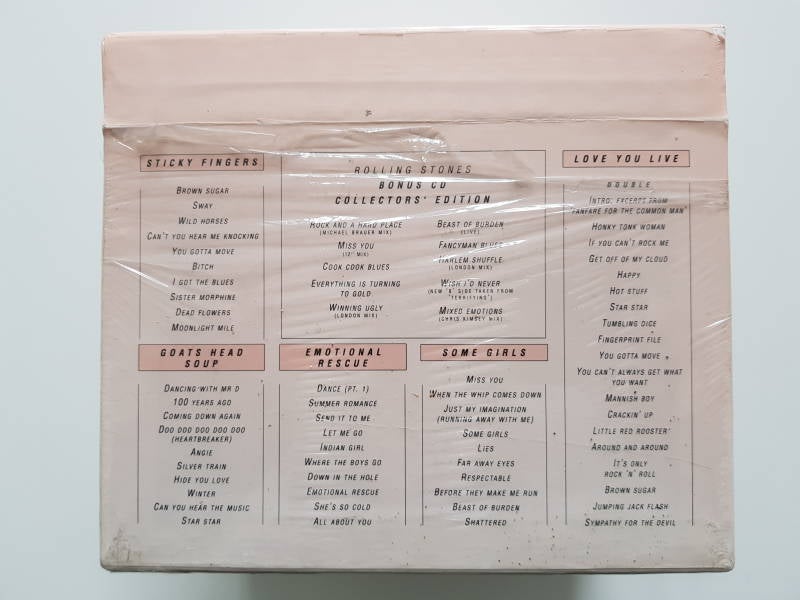 STICKY FINGERS
BROWN SUGAR
SWAY
WILD HORSES
CAN'T YOU HEAR ME KNOCKING
YOU GOTTA MOVE
BITCH
I GOT THE BLUES
SISTER MORPHINE
DEAD FLOWERS
MOONLIGHT MILE
ROLLING STONES
BONUS CD
COLLECTORS' EDITION
ROCK AND A HARD PLACE
(MICHAEL BRAUER MIX)
MISS YOU
(12" MIX)
COOK COOK BLUES
EVERYTHING IS TURNING
TO GOLD
WINNING UGLY
(LONDON MIX)
BEAST OF BURDEN
(LIVE)
FANCYMAN BLUES
HARLEM SHUFFLE
(LONDON MIX)
WISH I'D NEVER
(NEW 'B' SIDE TAKEN FROM
'TERRIFYING')
MIXED EMOTIONS
(CHRIS KIMSEY MIX)
LOVE YOU LIVE
DOUBLE
INTRO: EXCERPTS FROM
'FANFARE FOR THE COMMON MAN'
HONKY TONK WOMAN
IF YOU CAN'T ROCK ME
GET OFF OF MY CLOUD
HAPPY
HOT STUFF
STAR STAR
TUMBLING DICE
FINGERPRINT FILE
YOU GOTTA MOVE
YOU CAN'T ALWAYS GET WHAT
YOU WANT
MANNISH BOY
CRACKIN' UP
LITTLE RED ROOSTER
AROUND AND AROUND
IT'S ONLY
ROCK 'N' ROLL
BROWN SUGAR
JUMPING JACK FLASH
SYMPATHY FOR THE DEVIL
GOATS HEAD
SOUP
DANCING WITH MR D
100 YEARS AGO
COMING DOWN AGAIN
DOO DOO DOO DOO DOO
(HEARTBREAKER)
ANGIE
SILVER TRAIN
HIDE YOU LOVE
WINTER
CAN YOU HEAR THE MUSIC
STAR STAR
EMOTIONAL
RESCUE
DANCE (PT. 1)
SUMMER ROMANCE
SEND IT TO ME
LET ME GO
INDIAN GIRL
WHERE THE BOYS GO
DOWN IN THE HOLE
EMOTIONAL RESCUE
SHE'S SO COLD
ALL ABOUT YOU
SOME GIRLS
MISS YOU
WHEN THE WHIP COMES DOWN
JUST MY IMAGINATION
(RUNNING AWAY WITH ME)
SOME GIRLS
LIES
FAR AWAY EYES
RESPECTABLE
BEFORE THEY MAKE ME RUN
BEAST OF BURDEN
SHATTERED